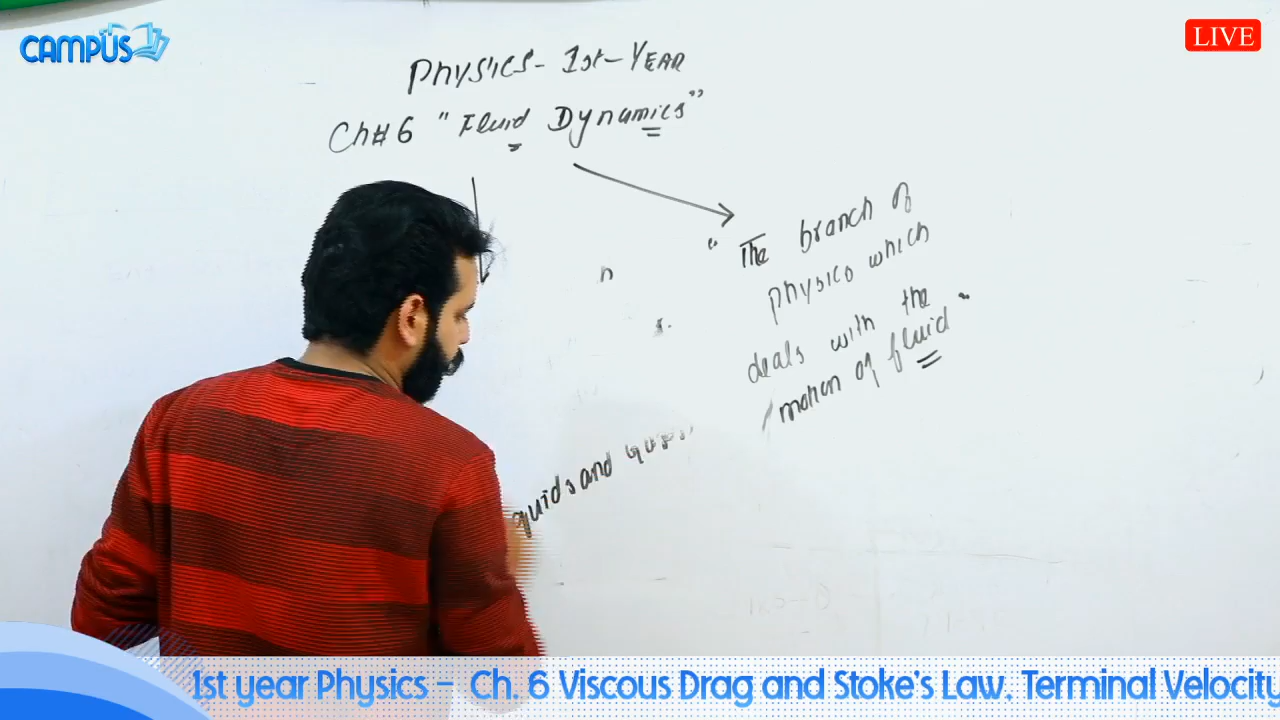 CAMPUS
LIVE
Physics - 1st - YEAR
Ch# 6 " Fluid Dynamics "
" The branch of
physics which
deals with the
motion of fluid "
quids and Gases
1st year Physics - Ch. 6 Viscous Drag and Stoke's Law, Terminal Velocity